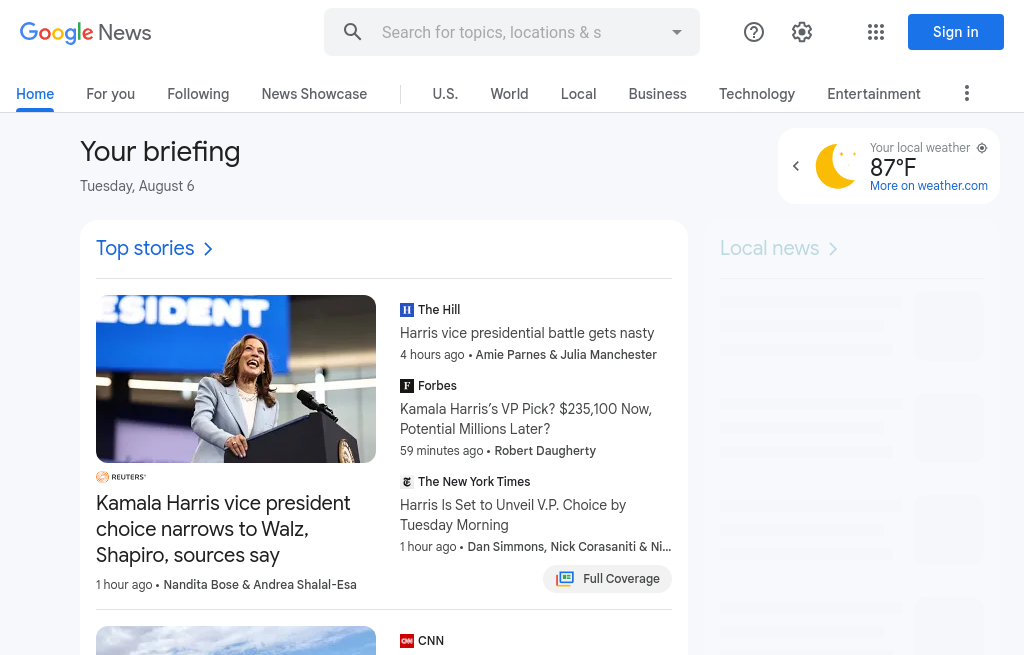 Google News
Search for topics, locations & s
Sign in
Home
For you
Following
News Showcase
U.S.
World
Local
Business
Technology
Entertainment
Your briefing
Tuesday, August 6
Your local weather
87°F
More on weather.com
Top stories
Local news
ESIDENT
REUTERS
Kamala Harris vice president
choice narrows to Walz,
Shapiro, sources say
1 hour ago • Nandita Bose & Andrea Shalal-Esa
H The Hill
Harris vice presidential battle gets nasty
4 hours ago • Amie Parnes & Julia Manchester
F Forbes
Kamala Harris’s VP Pick? $235,100 Now,
Potential Millions Later?
59 minutes ago • Robert Daugherty
T The New York Times
Harris Is Set to Unveil V.P. Choice by
Tuesday Morning
1 hour ago • Dan Simmons, Nick Corasaniti & Ni…
Full Coverage
CNN CNN